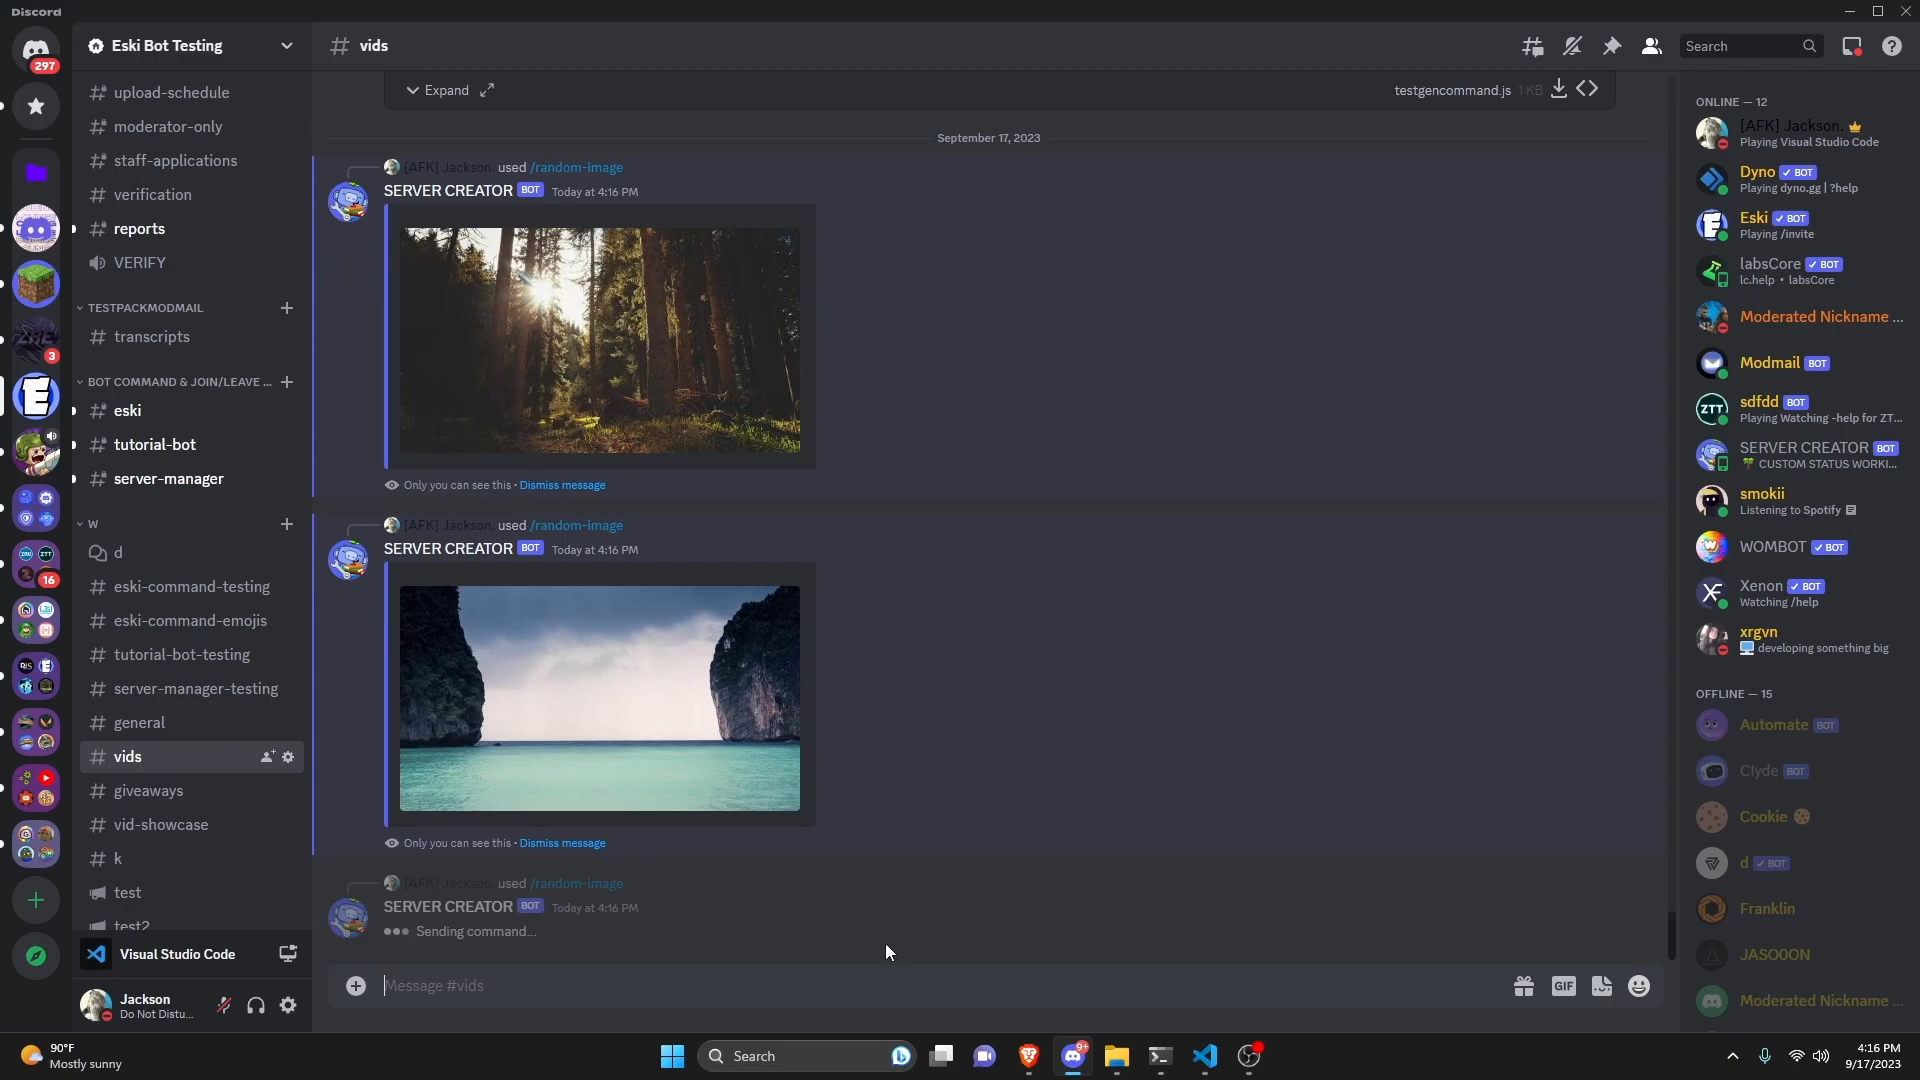 Discord
297
3
16
ZTT
Eski Bot Testing
upload-schedule
moderator-only
staff-applications
verification
reports
VERIFY
TESTPACKMODMAIL
transcripts
BOT COMMAND & JOIN/LEAVE ...
eski
tutorial-bot
server-manager
W
d
eski-command-testing
eski-command-emojis
tutorial-bot-testing
server-manager-testing
general
vids
giveaways
vid-showcase
k
test
test2
Visual Studio Code
Jackson
Do Not Distu...
vids
Search
Expand
testgencommand.js 1 KB
September 17, 2023
[AFK] Jackson. used /random-image
SERVER CREATOR BOT Today at 4:16 PM
Only you can see this • Dismiss message
[AFK] Jackson. used /random-image
SERVER CREATOR BOT Today at 4:16 PM
Only you can see this • Dismiss message
[AFK] Jackson. used /random-image
SERVER CREATOR BOT Today at 4:16 PM
Sending command...
Message #vids
GIF
ONLINE — 12
[AFK] Jackson.
Playing Visual Studio Code
Dyno ✓ BOT
Playing dyno.gg | ?help
Eski ✓ BOT
Playing /invite
labsCore ✓ BOT
lc.help • labsCore
Moderated Nickname ...
Modmail BOT
ZTT
sdfdd BOT
Playing Watching -help for ZT...
SERVER CREATOR BOT
CUSTOM STATUS WORKI...
smokii
Listening to Spotify
WOMBOT ✓ BOT
Xenon ✓ BOT
Watching /help
xrgvn
developing something big
OFFLINE — 15
Automate BOT
Clyde BOT
Cookie
d ✓ BOT
Franklin
JASO0ON
Moderated Nickname ...
90°F
Mostly sunny
Search
9+
4:16 PM
9/17/2023